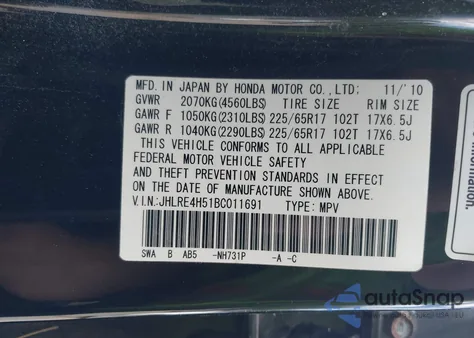 MFD. IN JAPAN BY HONDA MOTOR CO., LTD: 11/'10
GVWR 2070KG(4560LBS) TIRE SIZE RIM SIZE
GAWR F 1050KG(2310LBS) 225/65R17 102T 17X6.5J
GAWR R 1040KG(2290LBS) 225/65R17 102T 17X6.5J
THIS VEHICLE CONFORMS TO ALL APPLICABLE
FEDERAL MOTOR VEHICLE SAFETY
AND THEFT PREVENTION STANDARDS IN EFFECT
ON THE DATE OF MANUFACTURE SHOWN ABOVE.
V.I.N.:JHLRE4H51BC011691 TYPE: MPV
SWA B AB5 -NH731P -A -C
information.
autoSnap